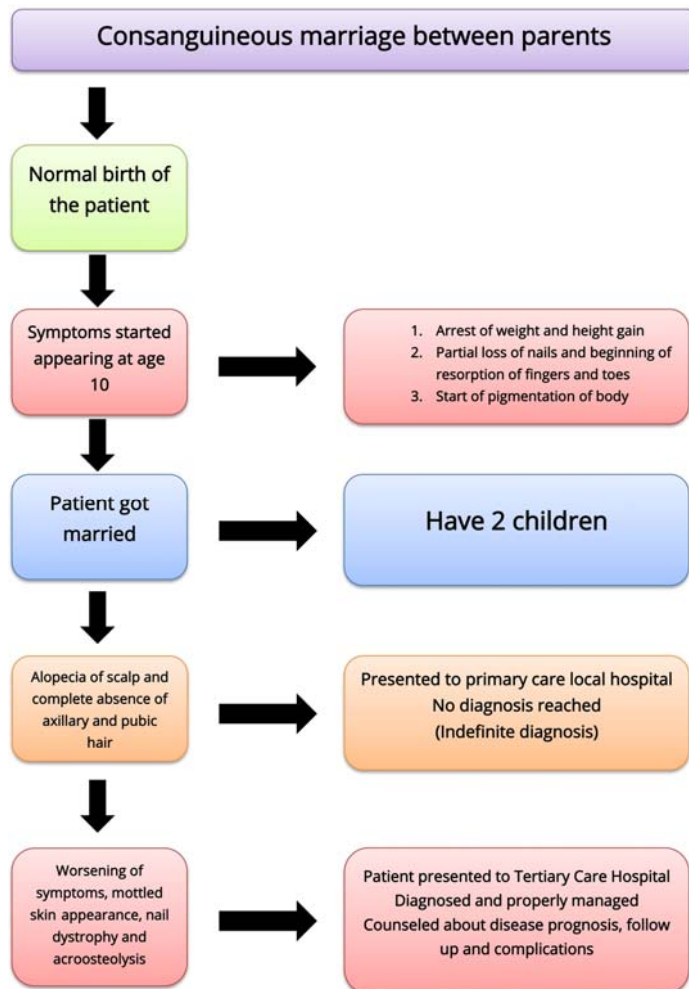 Consanguineous marriage between parents
Normal birth of
the patient
Symptoms started
appearing at age
10
1. Arrest of weight and height gain
2. Partial loss of nails and beginning of
resorption of fingers and toes
3. Start of pigmentation of body
Patient got
married
Have 2 children
Alopecia of scalp and
complete absence of
axillary and pubic
hair
Presented to primary care local hospital
No diagnosis reached
(Indefinite diagnosis)
Worsening of
symptoms, mottled
skin appearance, nail
dystrophy and
acroosteolysis
Patient presented to Tertiary Care Hospital
Diagnosed and properly managed
Counseled about disease prognosis, follow
up and complications